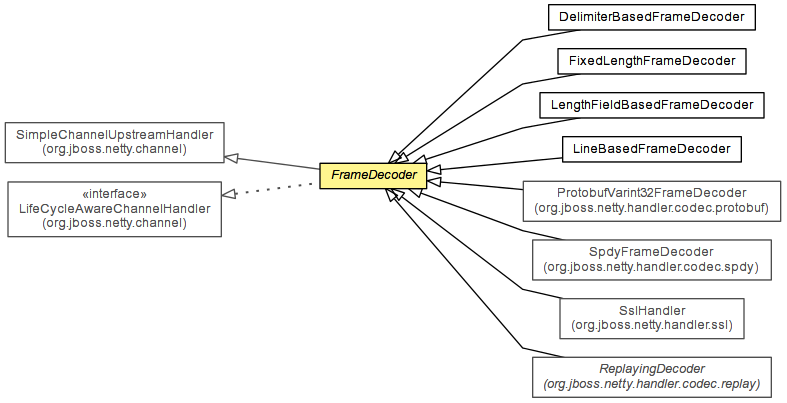 DelimiterBasedFrameDecoder
FixedLengthFrameDecoder
LengthFieldBasedFrameDecoder
LineBasedFrameDecoder
SimpleChannelUpstreamHandler
(org.jboss.netty.channel)
FrameDecoder
«interface»
LifeCycleAwareChannelHandler
(org.jboss.netty.channel)
ProtobufVarint32FrameDecoder
(org.jboss.netty.handler.codec.protobuf)
SpdyFrameDecoder
(org.jboss.netty.handler.codec.spdy)
SslHandler
(org.jboss.netty.handler.ssl)
ReplayingDecoder
(org.jboss.netty.handler.codec.replay)